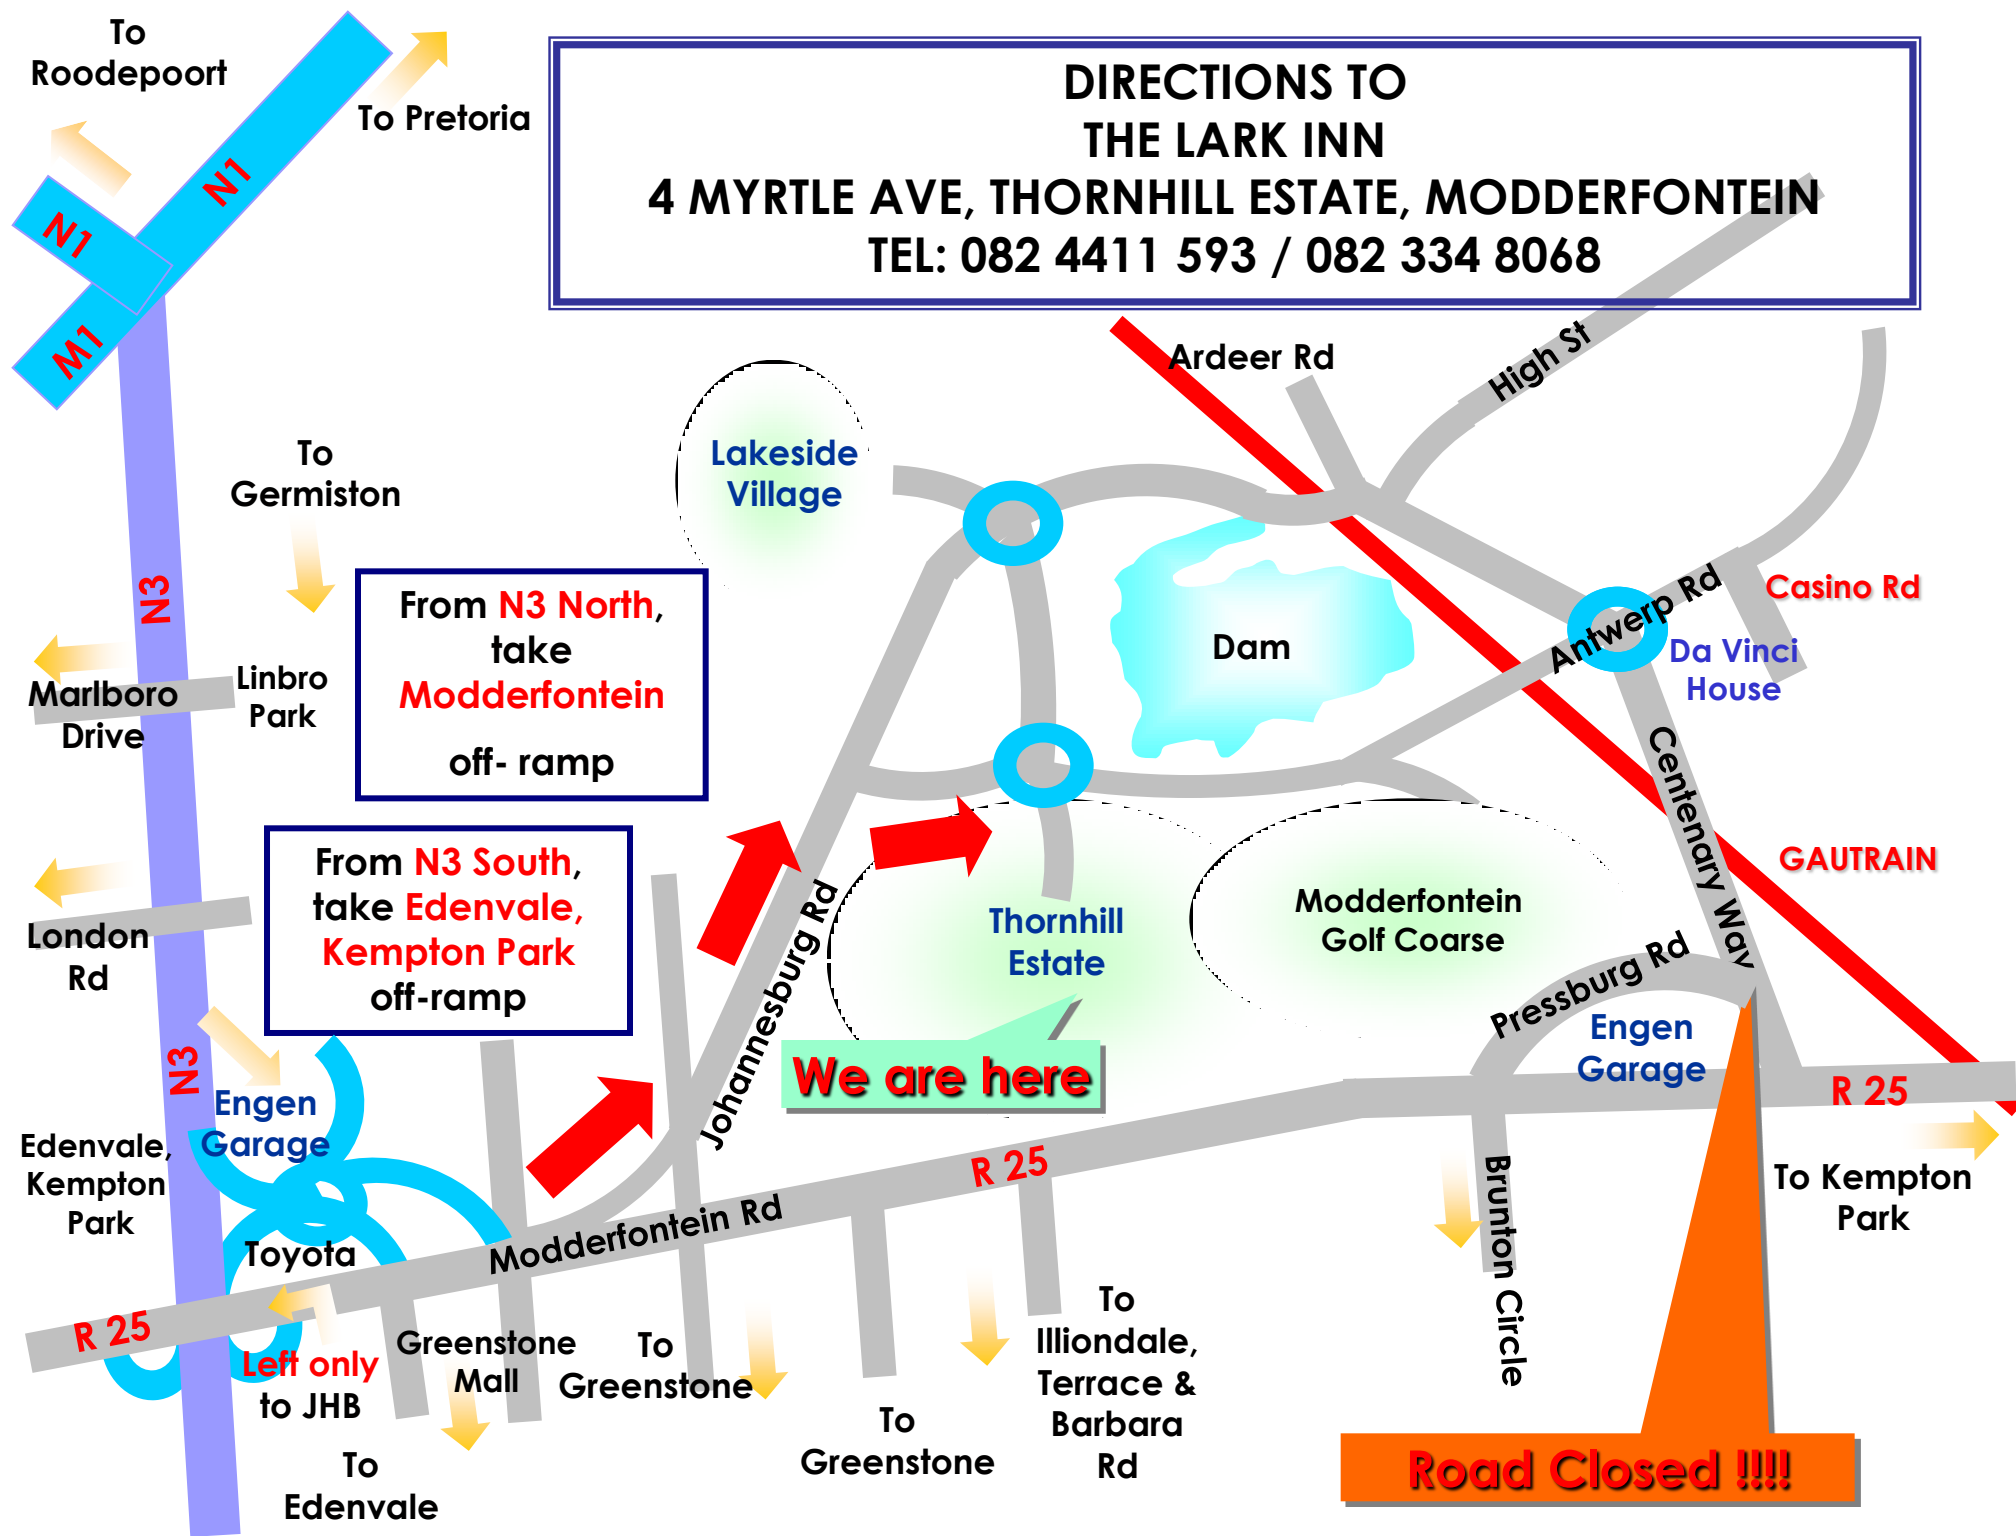 To
Roodepoort
To Pretoria
DIRECTIONS TO
THE LARK INN
4 MYRTLE AVE, THORNHILL ESTATE, MODDERFONTEIN
TEL: 082 4411 593 / 082 334 8068
N1
N1
M1
Ardeer Rd
High St
To
Germiston
Lakeside
Village
N3
From N3 North,
take
Modderfontein
off- ramp
Dam
Antwerp Rd
Casino Rd
Da Vinci
House
Marlboro
Drive
Linbro
Park
Centenary Way
GAUTRAIN
From N3 South,
take Edenvale,
Kempton Park
off-ramp
Johannesburg Rd
Thornhill
Estate
Modderfontein
Golf Coarse
London
Rd
Pressburg Rd
Engen
Garage
N3
We are here
Engen
Garage
R 25
Edenvale,
Kempton
Park
R 25
Brunton Circle
To Kempton
Park
Modderfontein Rd
Toyota
R 25
Left only
to JHB
Greenstone
Mall
To
Greenstone
To
Illiondale,
Terrace &
Barbara
Rd
To
Greenstone
To
Edenvale
Road Closed !!!!